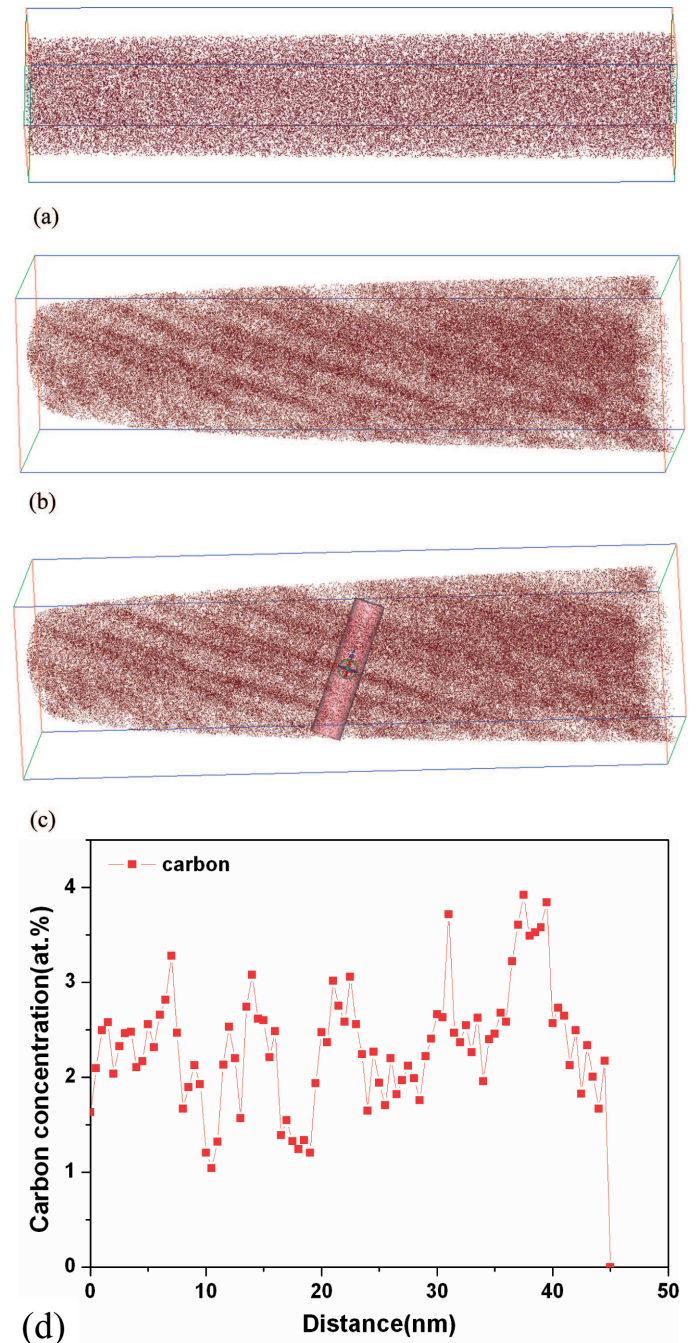 (a)
(b)
(c)
carbon
Carbon concentration(at.%)
4
3
2
1
0
0 10 20 30 40 50
Distance(nm)
(d)